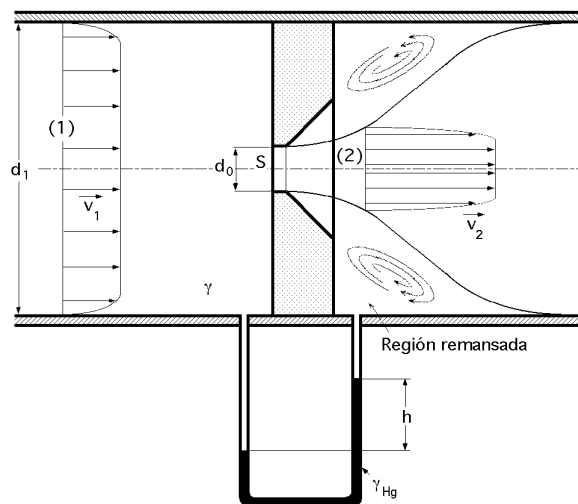 (1)
d1
v1
S
d0
(2)
v2
γ
Región remansada
h
γHg